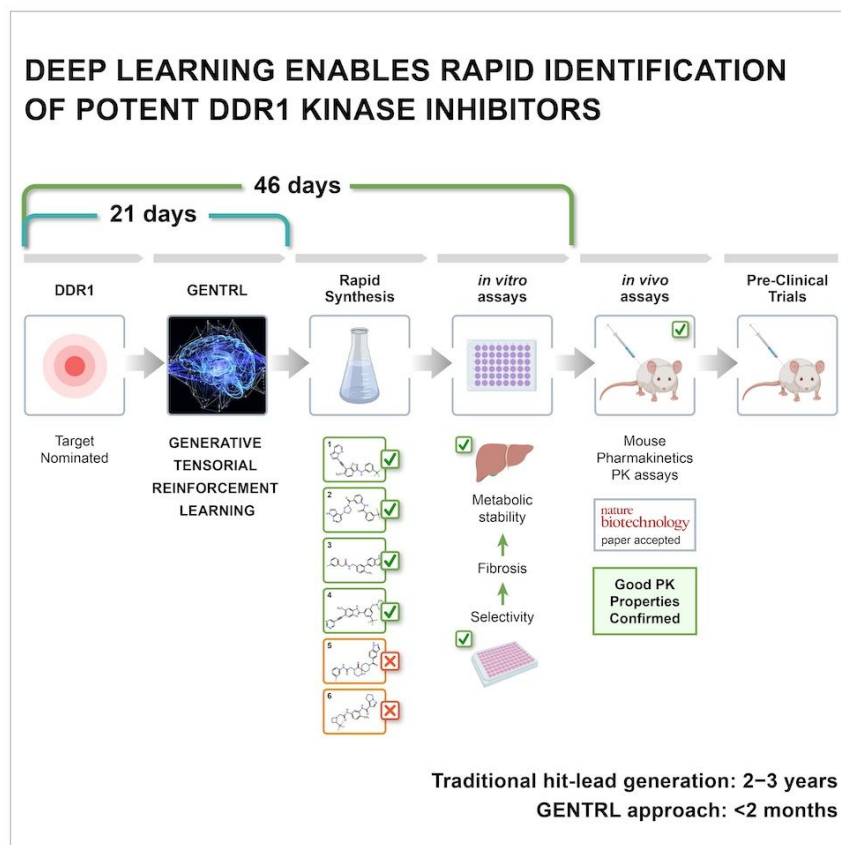 DEEP LEARNING ENABLES RAPID IDENTIFICATION
OF POTENT DDR1 KINASE INHIBITORS
46 days
21 days
DDR1
GENTRL
Rapid
Synthesis
in vitro
assays
in vivo
assays
Pre-Clinical
Trials
Target
Nominated
GENERATIVE
TENSORIAL
REINFORCEMENT
LEARNING
1
2
3
4
5
6
Metabolic
stability
Fibrosis
Selectivity
Mouse
Pharmakinetics
PK assays
nature
biotechnology
paper accepted
Good PK
Properties
Confirmed
Traditional hit-lead generation: 2–3 years
GENTRL approach: <2 months